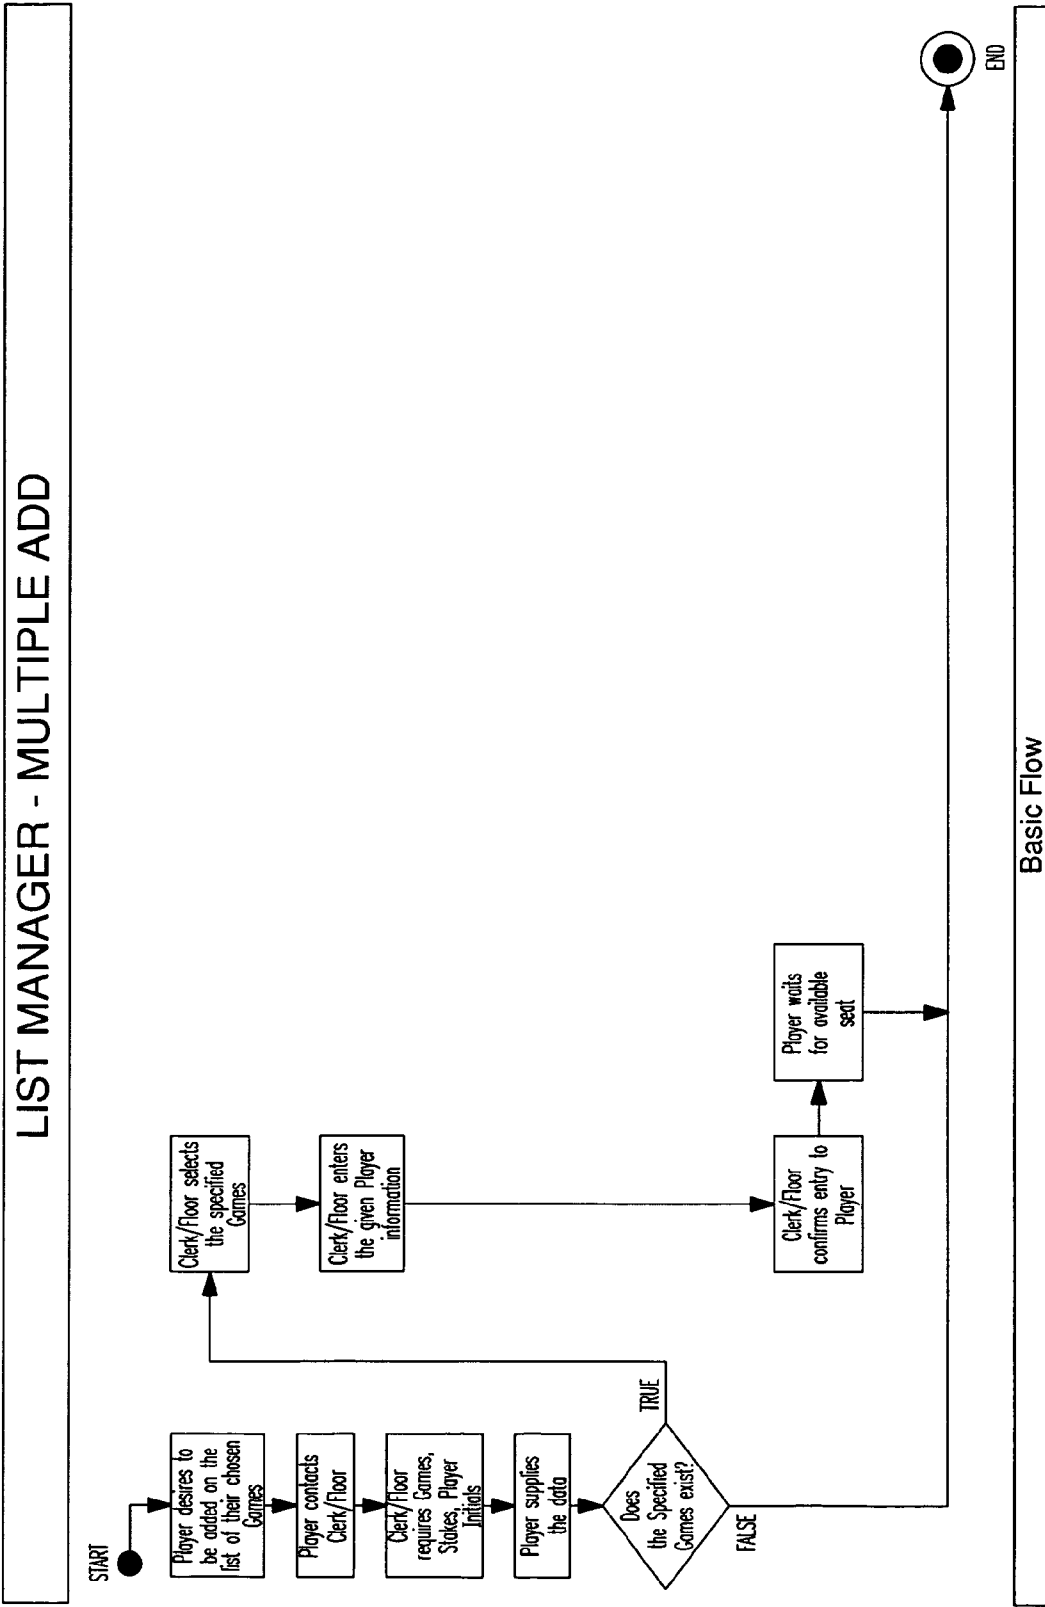 LIST MANAGER - MULTIPLE ADD
START
Player desires to
be added on the
list of their chosen
Games
Player contacts
Clerk/Floor
Clerk/Floor
requires Games,
Stakes, Player
Initials
Player supplies
the data
Does
the Specified
Games exist?
TRUE
FALSE
Clerk/Floor selects
the specified
Games
Clerk/Floor enters
the given Player
information
Clerk/Floor
confirms entry to
Player
Player waits
for available
seat
END
Basic Flow